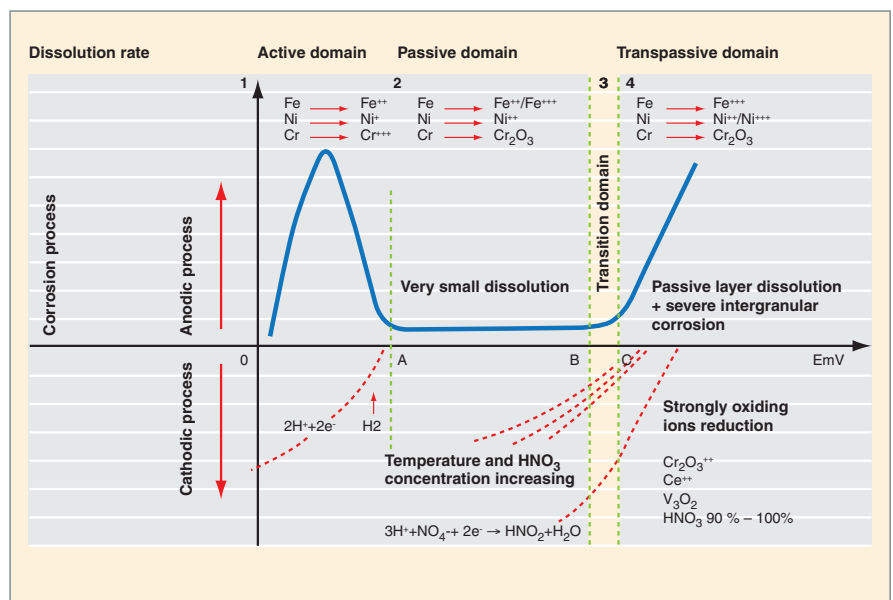 Dissolution rate
Active domain
Passive domain
Transpassive domain
1
2
3
4
Fe → Fe++
Ni → Ni+
Cr → Cr+++
Fe → Fe++/Fe+++
Ni → Ni++
Cr → Cr2O3
Fe → Fe+++
Ni → Ni++/Ni+++
Cr → Cr2O3
Corrosion process
Anodic process
Transition domain
Very small dissolution
Passive layer dissolution
+ severe intergranular
corrosion
0
A
B
C
EmV
Cathodic process
2H++2e-
H2
Temperature and HNO3
concentration increasing
Strongly oxiding
ions reduction
Cr2O3++
Ce++
V3O2
HNO3 90 % – 100%
3H++NO4-+ 2e- → HNO2+H2O